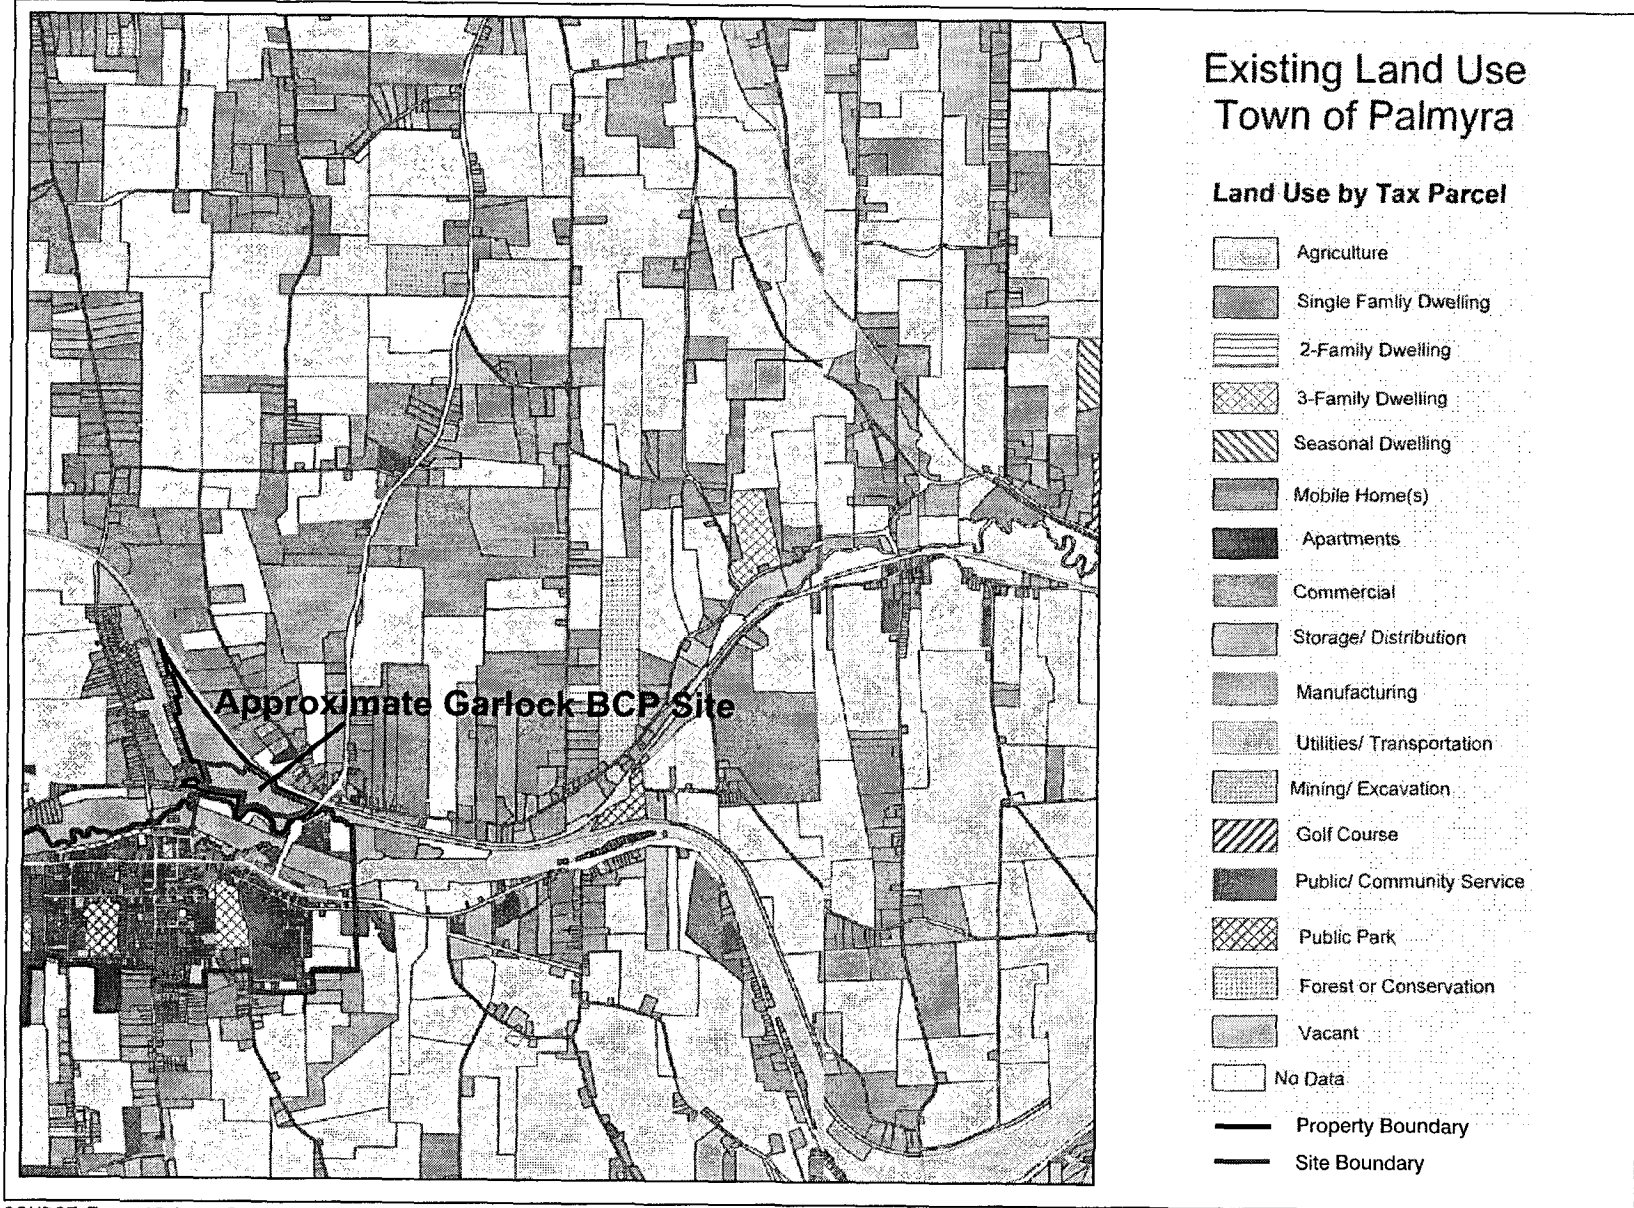 Existing Land Use
Town of Palmyra
Land Use by Tax Parcel
Agriculture
Single Family Dwelling
2-Family Dwelling
3-Family Dwelling
Seasonal Dwelling
Mobile Home(s)
Apartments
Commercial
Storage/ Distribution
Manufacturing
Utilities/ Transportation
Mining/ Excavation
Golf Course
Public/ Community Service
Public Park
Forest or Conservation
Vacant
No Data
Property Boundary
Site Boundary
Approximate Garlock BCP Site